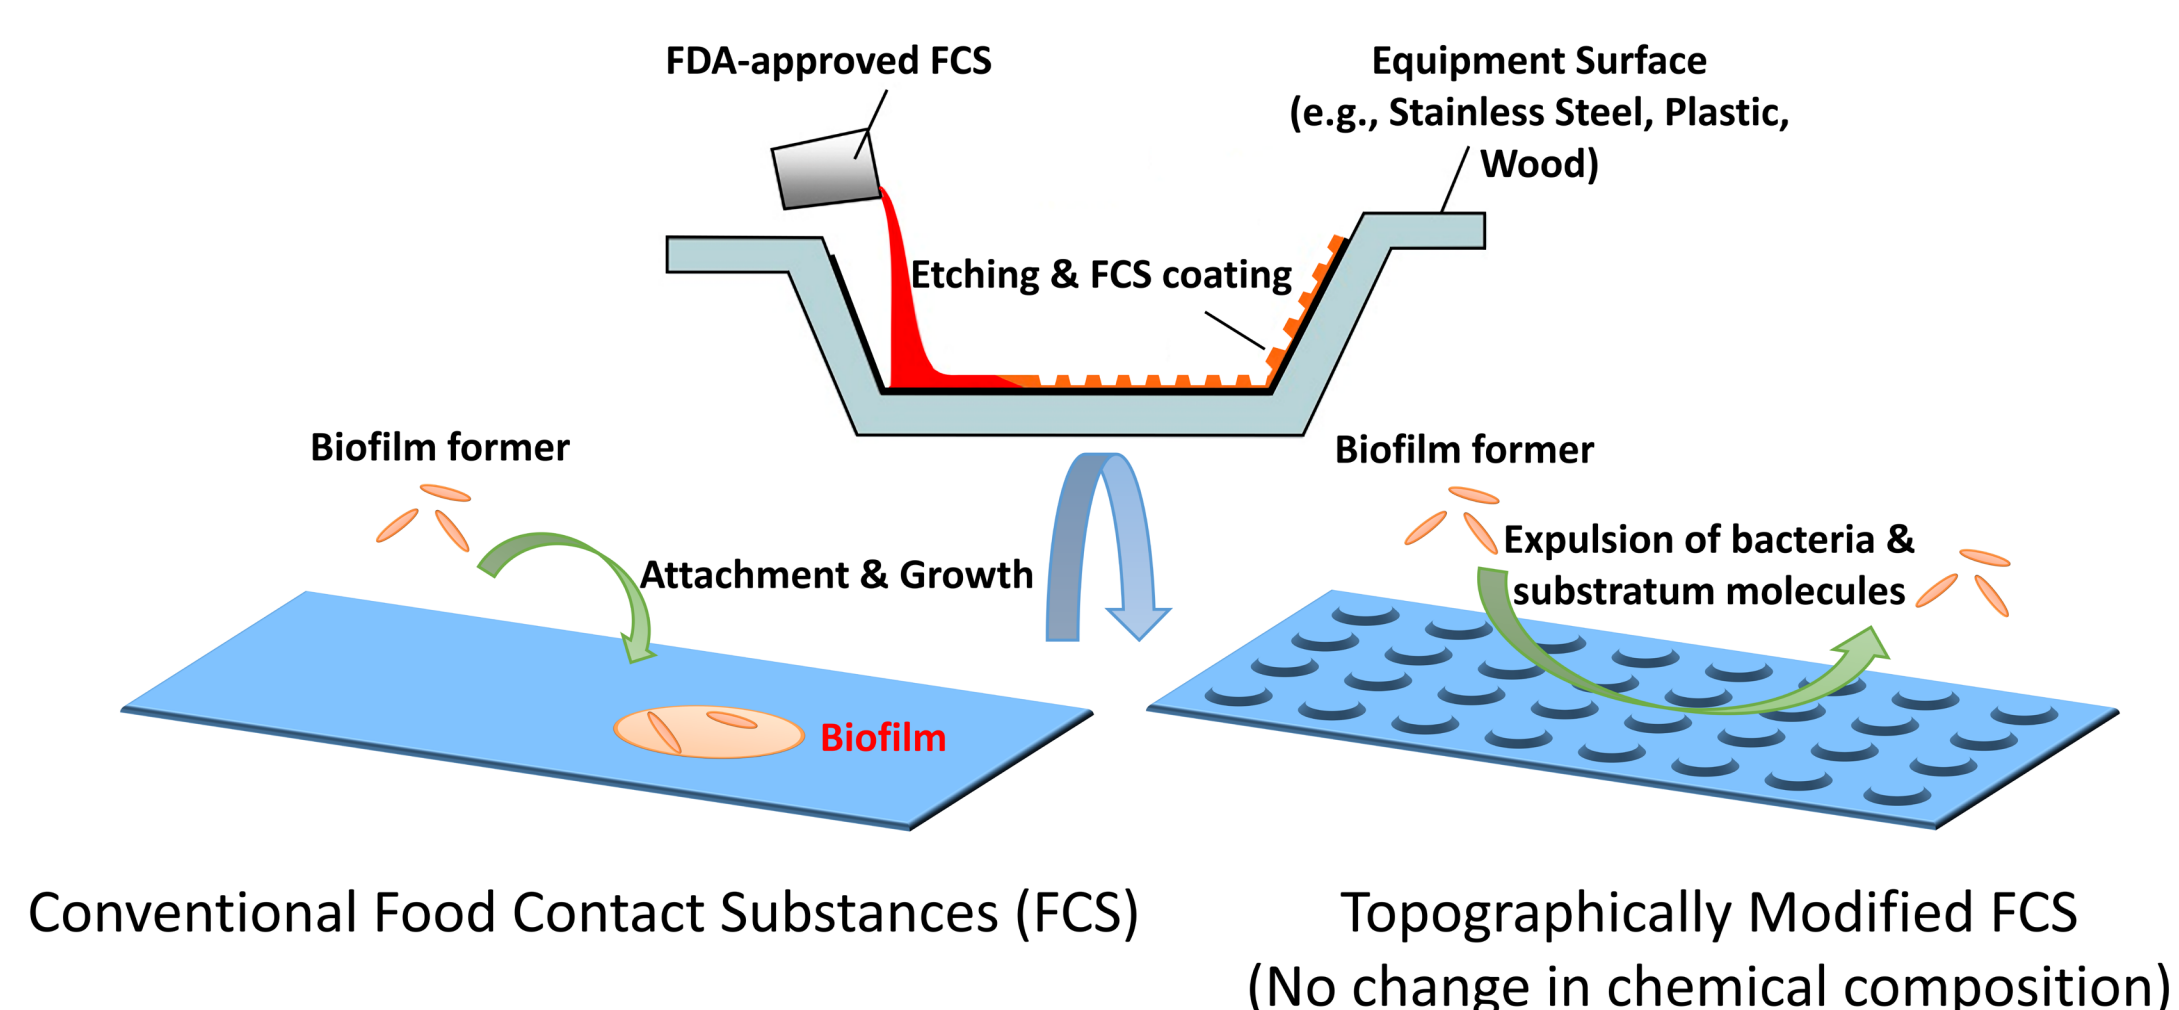 FDA-approved FCS
Equipment Surface
(e.g., Stainless Steel, Plastic,
Wood)
Etching & FCS coating
Biofilm former
Attachment & Growth
Biofilm
Biofilm former
Expulsion of bacteria &
substratum molecules
Conventional Food Contact Substances (FCS)
Topographically Modified FCS
(No change in chemical composition)